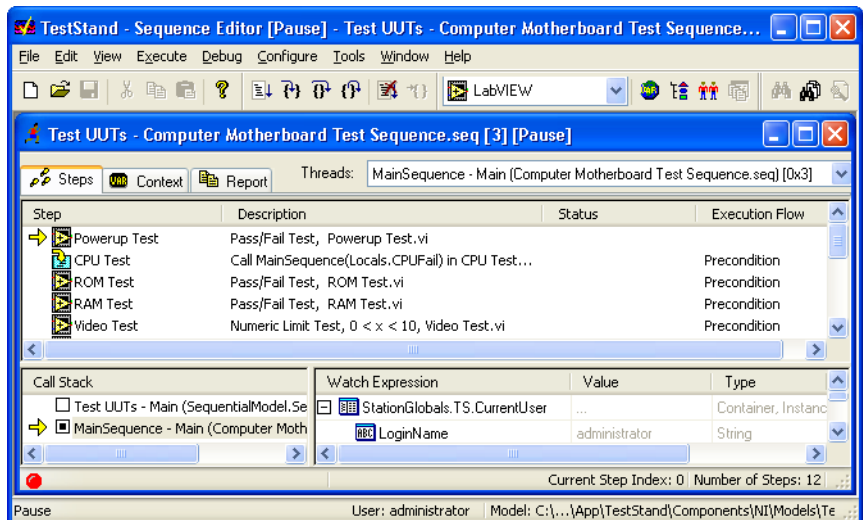 TestStand - Sequence Editor [Pause] - Test UUTs - Computer Motherboard Test Sequence...
File Edit View Execute Debug Configure Tools Window Help
LabVIEW
Test UUTs - Computer Motherboard Test Sequence.seq [3] [Pause]
Steps VAR Context Report Threads: MainSequence - Main (Computer Motherboard Test Sequence.seq) [0x3]
Step Description Status Execution Flow
Powerup Test Pass/Fail Test, Powerup Test.vi
CPU Test Call MainSequence(Locals.CPUFail) in CPU Test... Precondition
ROM Test Pass/Fail Test, ROM Test.vi Precondition
RAM Test Pass/Fail Test, RAM Test.vi Precondition
Video Test Numeric Limit Test, 0 < x < 10, Video Test.vi Precondition
Call Stack Watch Expression Value Type
Test UUTs - Main (SequentialModel.Se StationGlobals.TS.CurrentUser ... Container, Instanc
MainSequence - Main (Computer Moth ABC LoginName administrator String
Current Step Index: 0 Number of Steps: 12
Pause User: administrator Model: C:\...\App\TestStand\Components\NI\Models\Te